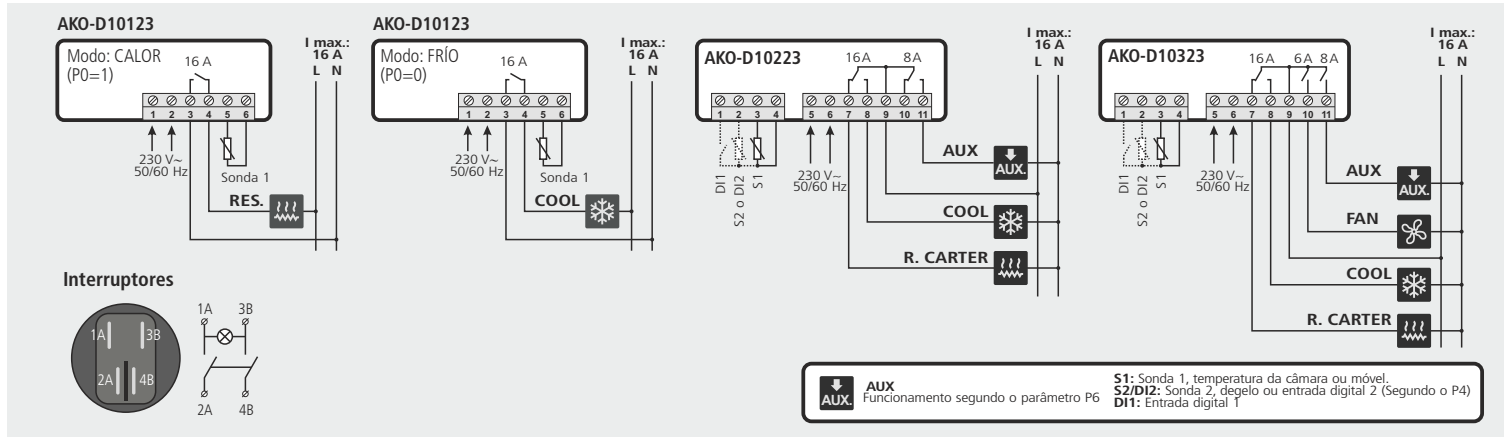 AKO-D10123
Modo: CALOR
(P0=1)
16 A
I max.:
16 A
L N
1 2 3 4 5 6
230 V~
50/60 Hz
Sonda 1
RES.
AKO-D10123
Modo: FRÍO
(P0=0)
16 A
I max.:
16 A
L N
1 2 3 4 5 6
230 V~
50/60 Hz
Sonda 1
COOL
AKO-D10223
16A 8A
I max.:
16 A
L N
1 2 3 4 5 6 7 8 9 10 11
DI1
S2 o DI2
S1
230 V~
50/60 Hz
AUX
AUX.
COOL
R. CARTER
AKO-D10323
16A 6A 8A
I max.:
16 A
L N
1 2 3 4 5 6 7 8 9 10 11
DI1
S2 o DI2
S1
230 V~
50/60 Hz
AUX
AUX.
FAN
COOL
R. CARTER
Interruptores
1A 3B
2A 4B
1A 3B
2A 4B
AUX.
AUX
Funcionamento segundo o parâmetro P6
S1: Sonda 1, temperatura da câmara ou móvel.
S2/DI2: Sonda 2, degelo ou entrada digital 2 (Segundo o P4)
DI1: Entrada digital 1